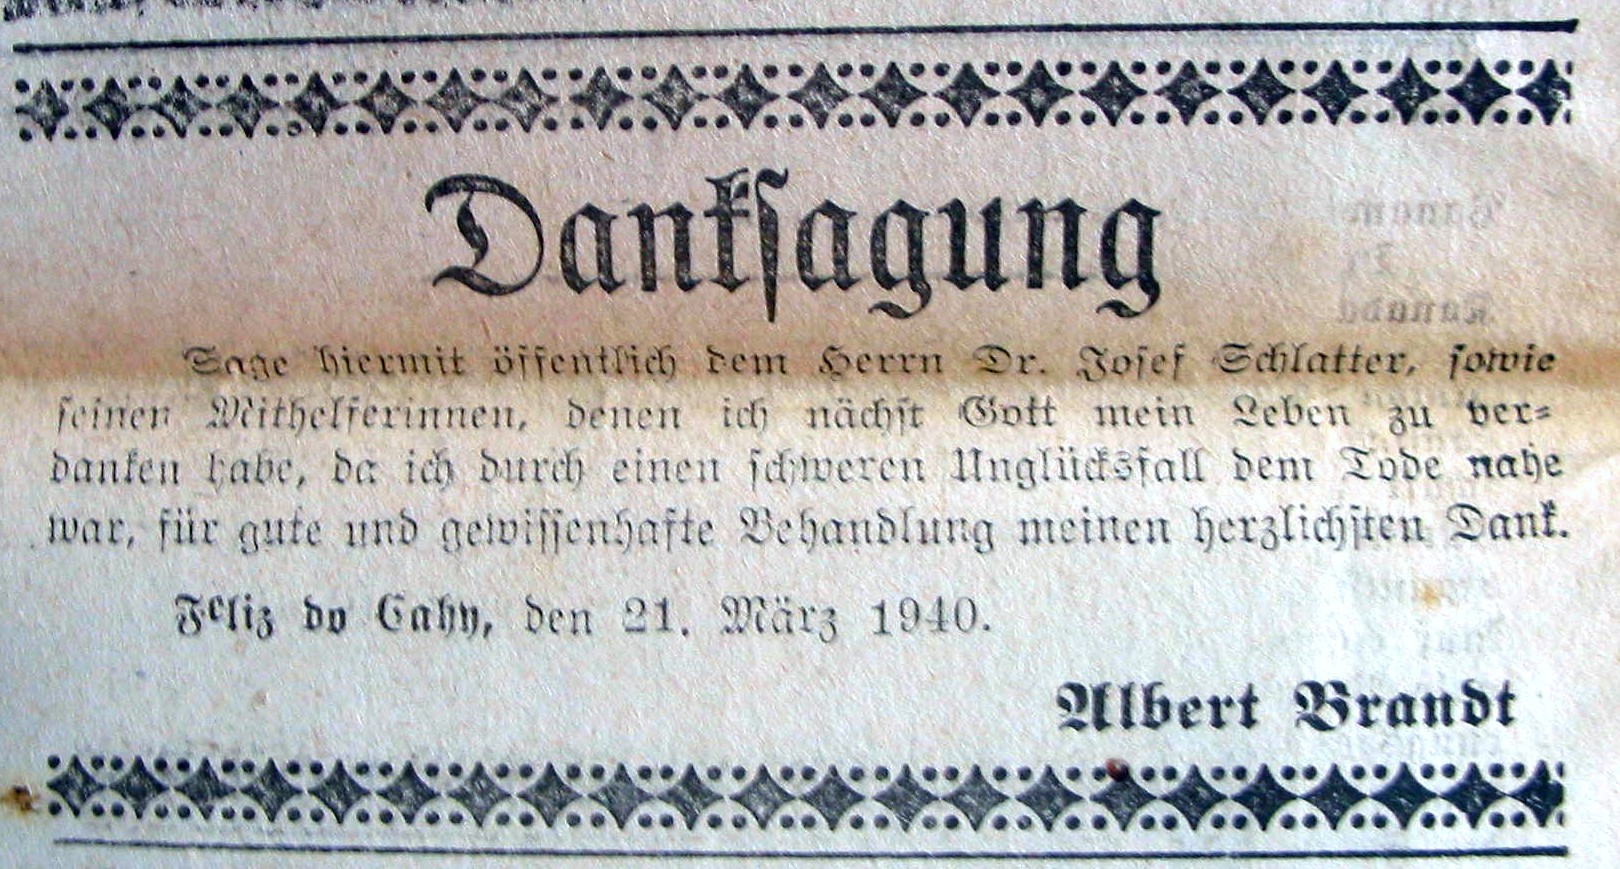 Danksagung
Sage hiermit öffentlich dem Herrn Dr. Josef Schlatter, sowie
seinen Mithelferinnen, denen ich nächst Gott mein Leben zu ver-
danken habe, da ich durch einen schweren Unglücksfall dem Tode nahe
war, für gute und gewissenhafte Behandlung meinen herzlichsten Dank.
Feliz do Cahy, den 21. März 1940.
Albert Brandt